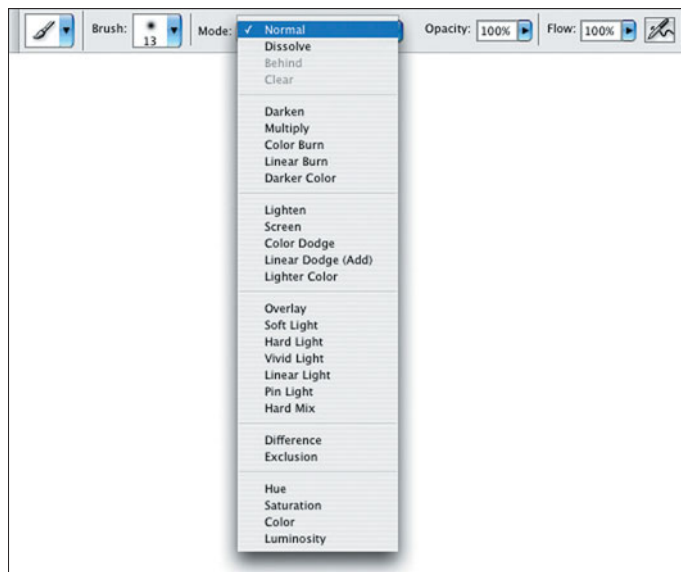 Brush: 13 Mode: Normal Opacity: 100% Flow: 100%
Dissolve
Behind
Clear
Darken
Multiply
Color Burn
Linear Burn
Darker Color
Lighten
Screen
Color Dodge
Linear Dodge (Add)
Lighter Color
Overlay
Soft Light
Hard Light
Vivid Light
Linear Light
Pin Light
Hard Mix
Difference
Exclusion
Hue
Saturation
Color
Luminosity